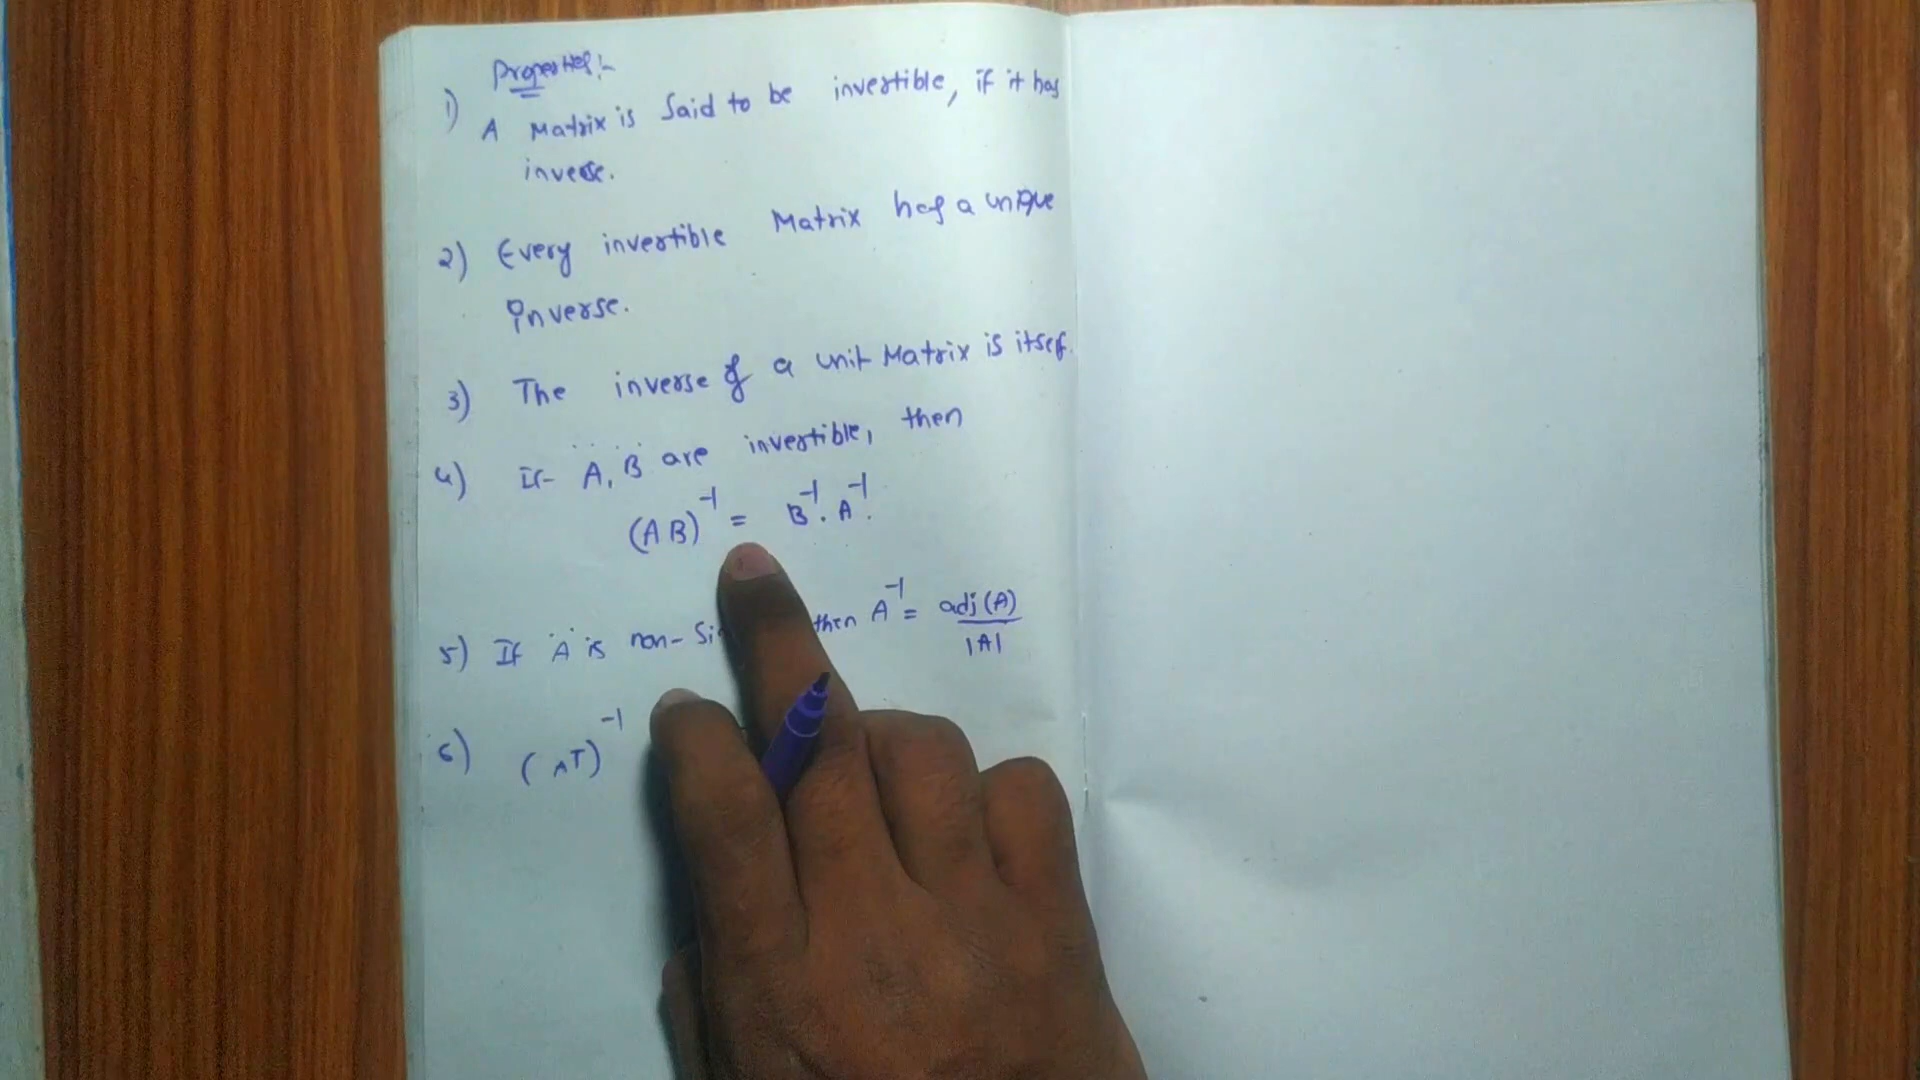 Properties:-
1) A Matrix is said to be invertible, if it has
inverse.
2) Every invertible Matrix has a unique
inverse.
3) The inverse of a unit Matrix is itself.
4) If A, B are invertible, then
(AB)⁻¹ = B⁻¹. A⁻¹.
5) If A is non- then A⁻¹ = adj(A)/|A|
6) (Aᵀ)⁻¹